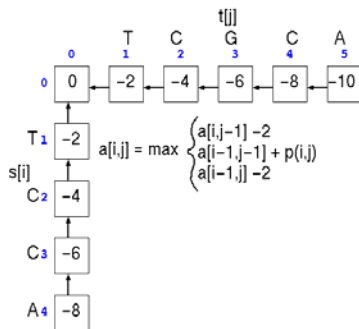 t[j]
T C G C A
0 1 2 3 4 5
0 0 -2 -4 -6 -8 -10
T 1 -2
a[i,j-1] -2
a[i,j] = max a[i-1,j-1] + p(i,j)
a[i-1,j] -2
s[i]
C 2 -4
C 3 -6
A 4 -8